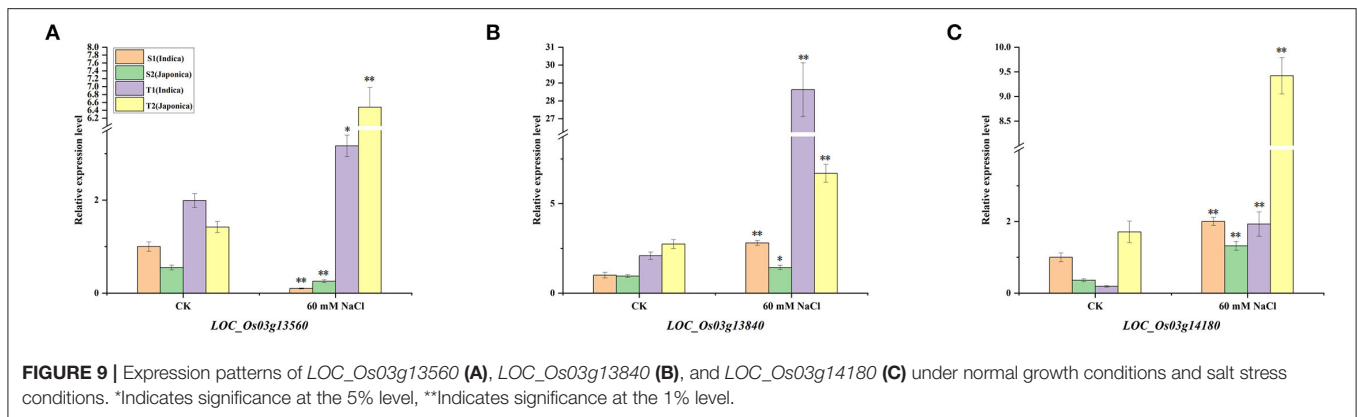 A
8.0
7.8
7.6
7.4
7.2
7.0
6.8
6.6
6.4
6.2
2
0
Relative expression level
S1(Indica)
S2(Japonica)
T1(Indica)
T2(Japonica)
**
**
*
**
CK
60 mM NaCl
LOC_Os03g13560
B
31
30
29
28
27
5
0
Relative expression level
**
*
**
**
CK
60 mM NaCl
LOC_Os03g13840
C
10.0
9.5
9.0
2
0
Relative expression level
**
**
**
**
CK
60 mM NaCl
LOC_Os03g14180
FIGURE 9 | Expression patterns of LOC_Os03g13560 (A), LOC_Os03g13840 (B), and LOC_Os03g14180 (C) under normal growth conditions and salt stress
conditions. *Indicates significance at the 5% level, **Indicates significance at the 1% level.